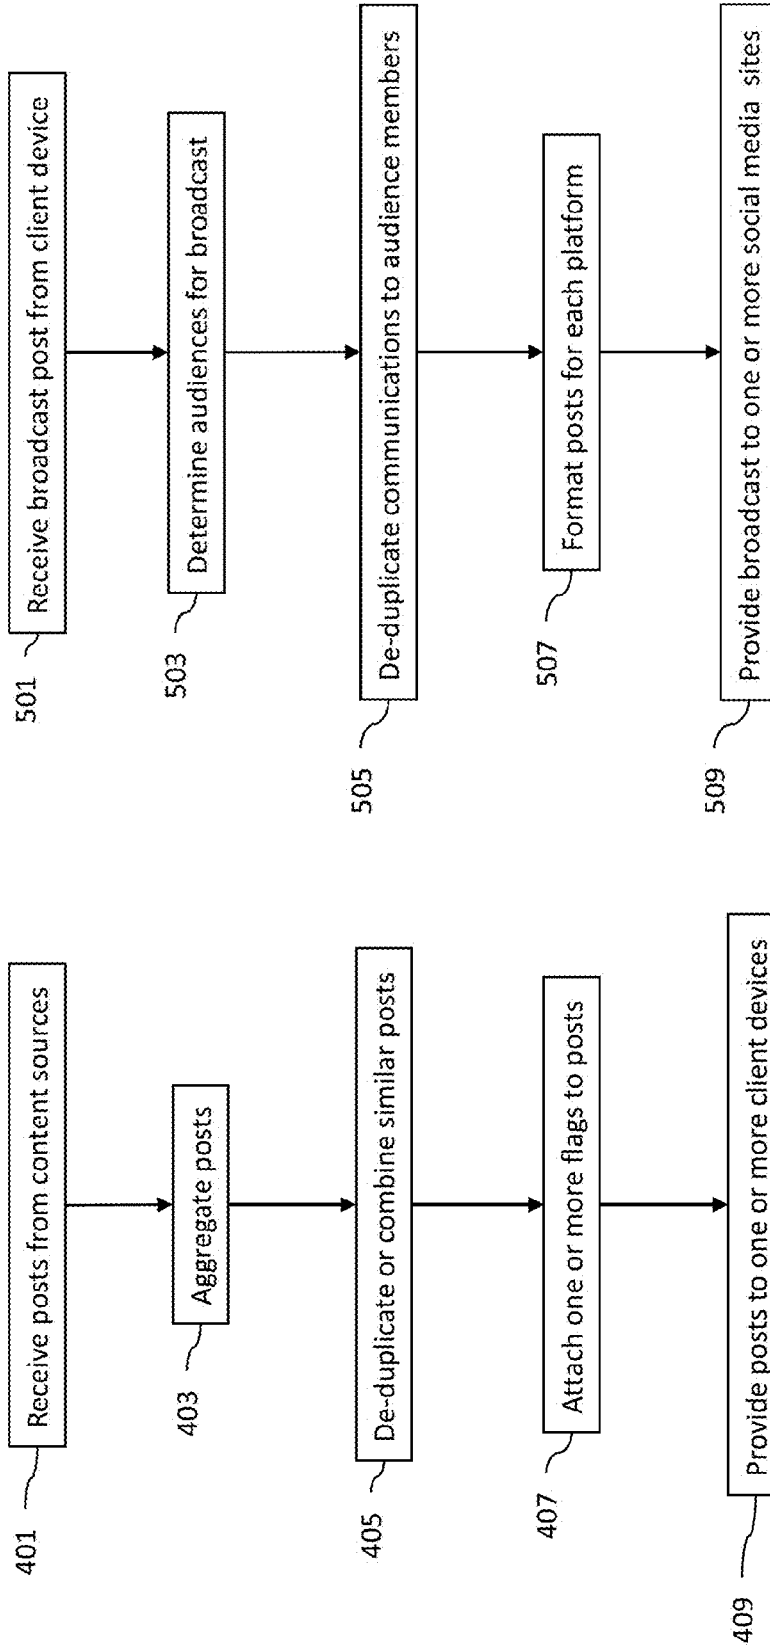 401
Receive posts from content sources
403
Aggregate posts
405
De-duplicate or combine similar posts
407
Attach one or more flags to posts
409
Provide posts to one or more client devices
501
Receive broadcast post from client device
503
Determine audiences for broadcast
505
De-duplicate communications to audience members
507
Format posts for each platform
509
Provide broadcast to one or more social media sites